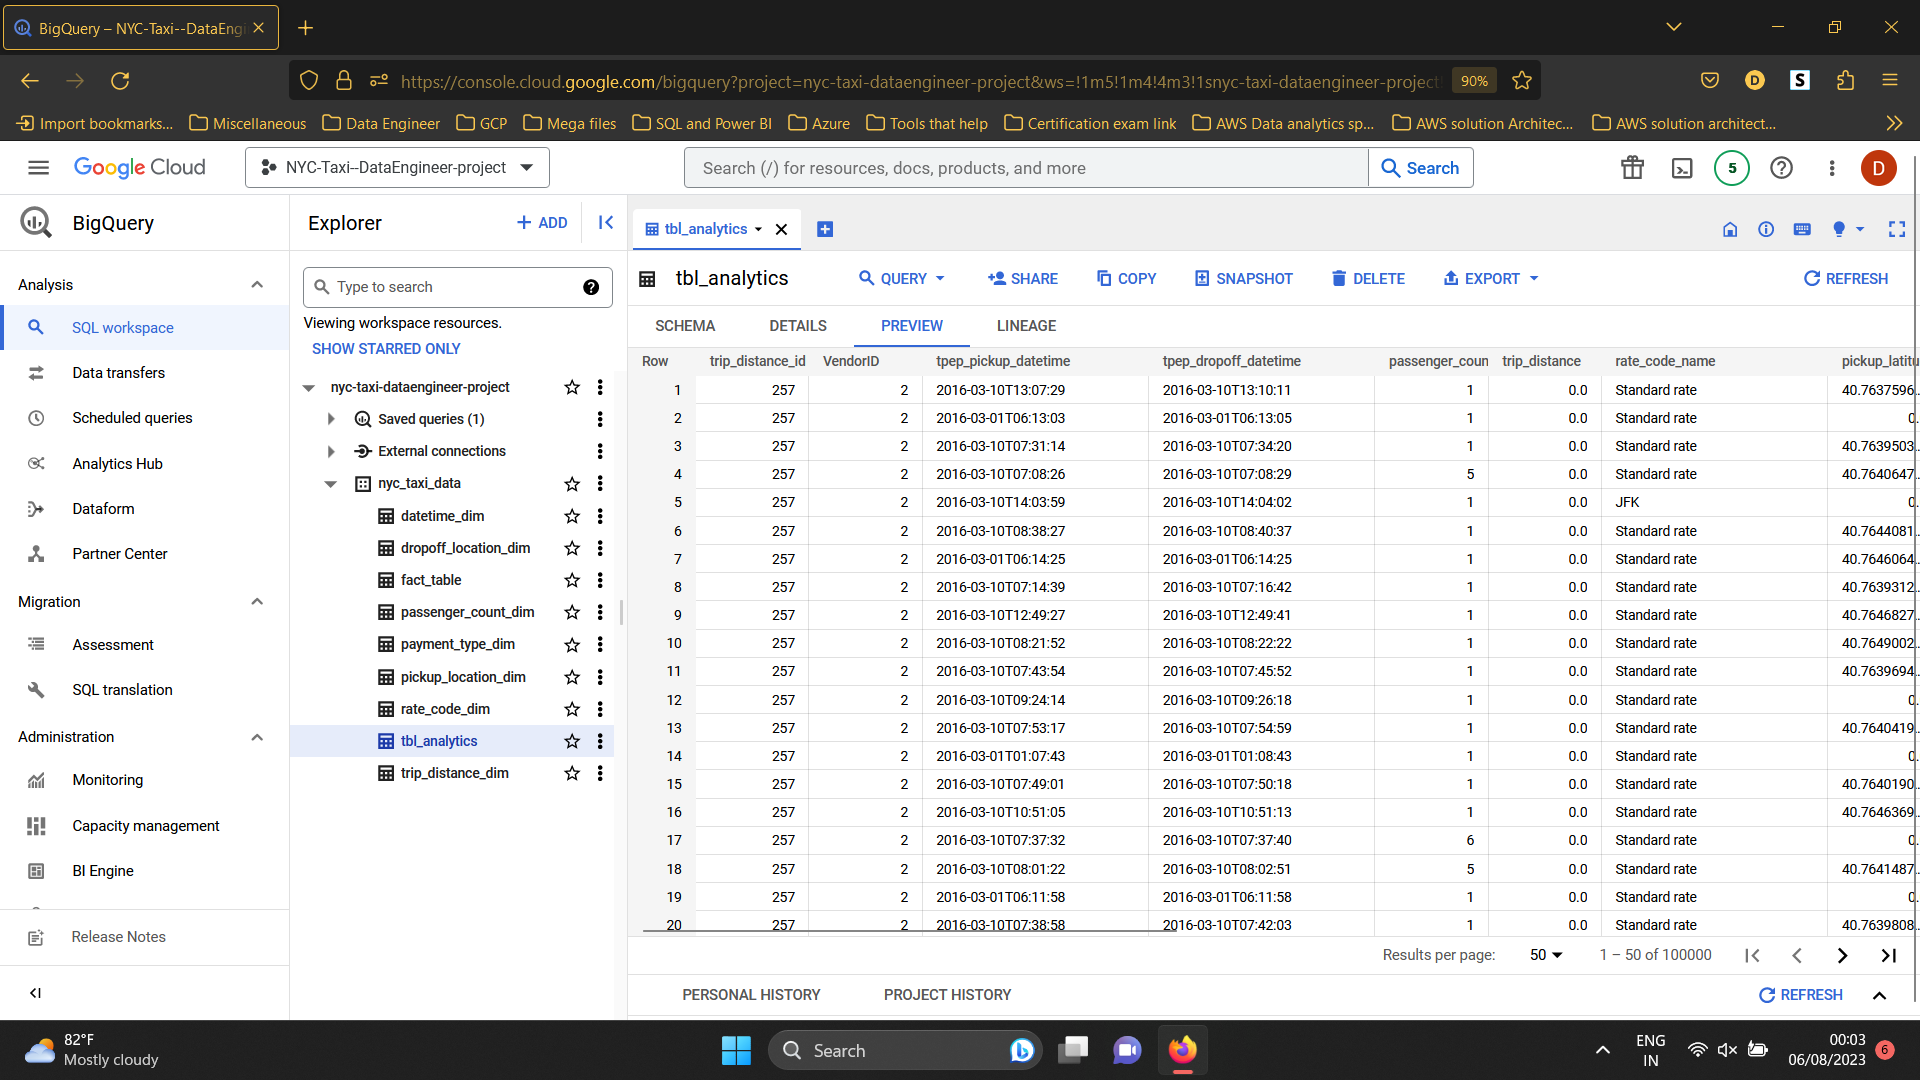 BigQuery – NYC-Taxi--DataEngi
https://console.cloud.google.com/bigquery?project=nyc-taxi-dataengineer-project&ws=!1m5!1m4!4m3!1snyc-taxi-dataengineer-project
90%
Import bookmarks... Miscellaneous Data Engineer GCP Mega files SQL and Power BI Azure Tools that help Certification exam link AWS Data analytics sp... AWS solution Architec... AWS solution architect...
Google Cloud NYC-Taxi--DataEngineer-project Search (/) for resources, docs, products, and more Search 5 D
BigQuery
Analysis
SQL workspace
Data transfers
Scheduled queries
Analytics Hub
Dataform
Partner Center
Migration
Assessment
SQL translation
Administration
Monitoring
Capacity management
BI Engine
Release Notes
Explorer + ADD
Type to search
Viewing workspace resources.
SHOW STARRED ONLY
nyc-taxi-dataengineer-project
Saved queries (1)
External connections
nyc_taxi_data
datetime_dim
dropoff_location_dim
fact_table
passenger_count_dim
payment_type_dim
pickup_location_dim
rate_code_dim
tbl_analytics
trip_distance_dim
tbl_analytics
tbl_analytics QUERY SHARE COPY SNAPSHOT DELETE EXPORT REFRESH
SCHEMA DETAILS PREVIEW LINEAGE
Row trip_distance_id VendorID tpep_pickup_datetime tpep_dropoff_datetime passenger_coun trip_distance rate_code_name pickup_latitu
1 257 2 2016-03-10T13:07:29 2016-03-10T13:10:11 1 0.0 Standard rate 40.7637596...
2 257 2 2016-03-01T06:13:03 2016-03-01T06:13:05 1 0.0 Standard rate 0.
3 257 2 2016-03-10T07:31:14 2016-03-10T07:34:20 1 0.0 Standard rate 40.7639503...
4 257 2 2016-03-10T07:08:26 2016-03-10T07:08:29 5 0.0 Standard rate 40.7640647...
5 257 2 2016-03-10T14:03:59 2016-03-10T14:04:02 1 0.0 JFK 0.
6 257 2 2016-03-10T08:38:27 2016-03-10T08:40:37 1 0.0 Standard rate 40.7644081...
7 257 2 2016-03-01T06:14:25 2016-03-01T06:14:25 1 0.0 Standard rate 40.7646064...
8 257 2 2016-03-10T07:14:39 2016-03-10T07:16:42 1 0.0 Standard rate 40.7639312...
9 257 2 2016-03-10T12:49:27 2016-03-10T12:49:41 1 0.0 Standard rate 40.7646827...
10 257 2 2016-03-10T08:21:52 2016-03-10T08:22:22 1 0.0 Standard rate 40.7649002...
11 257 2 2016-03-10T07:43:54 2016-03-10T07:45:52 1 0.0 Standard rate 40.7639694...
12 257 2 2016-03-10T09:24:14 2016-03-10T09:26:18 1 0.0 Standard rate 0.
13 257 2 2016-03-10T07:53:17 2016-03-10T07:54:59 1 0.0 Standard rate 40.7640419...
14 257 2 2016-03-01T01:07:43 2016-03-01T01:08:43 1 0.0 Standard rate 0.
15 257 2 2016-03-10T07:49:01 2016-03-10T07:50:18 1 0.0 Standard rate 40.7640190...
16 257 2 2016-03-10T10:51:05 2016-03-10T10:51:13 1 0.0 Standard rate 40.7646369...
17 257 2 2016-03-10T07:37:32 2016-03-10T07:37:40 6 0.0 Standard rate 0.
18 257 2 2016-03-10T08:01:22 2016-03-10T08:02:51 5 0.0 Standard rate 40.7641487...
19 257 2 2016-03-01T06:11:58 2016-03-01T06:11:58 1 0.0 Standard rate 0.
20 257 2 2016-03-10T07:38:58 2016-03-10T07:42:03 1 0.0 Standard rate 40.7639808...
Results per page: 50 1 – 50 of 100000
PERSONAL HISTORY PROJECT HISTORY REFRESH
82°F
Mostly cloudy
Search
ENG
IN
00:03
06/08/2023
6